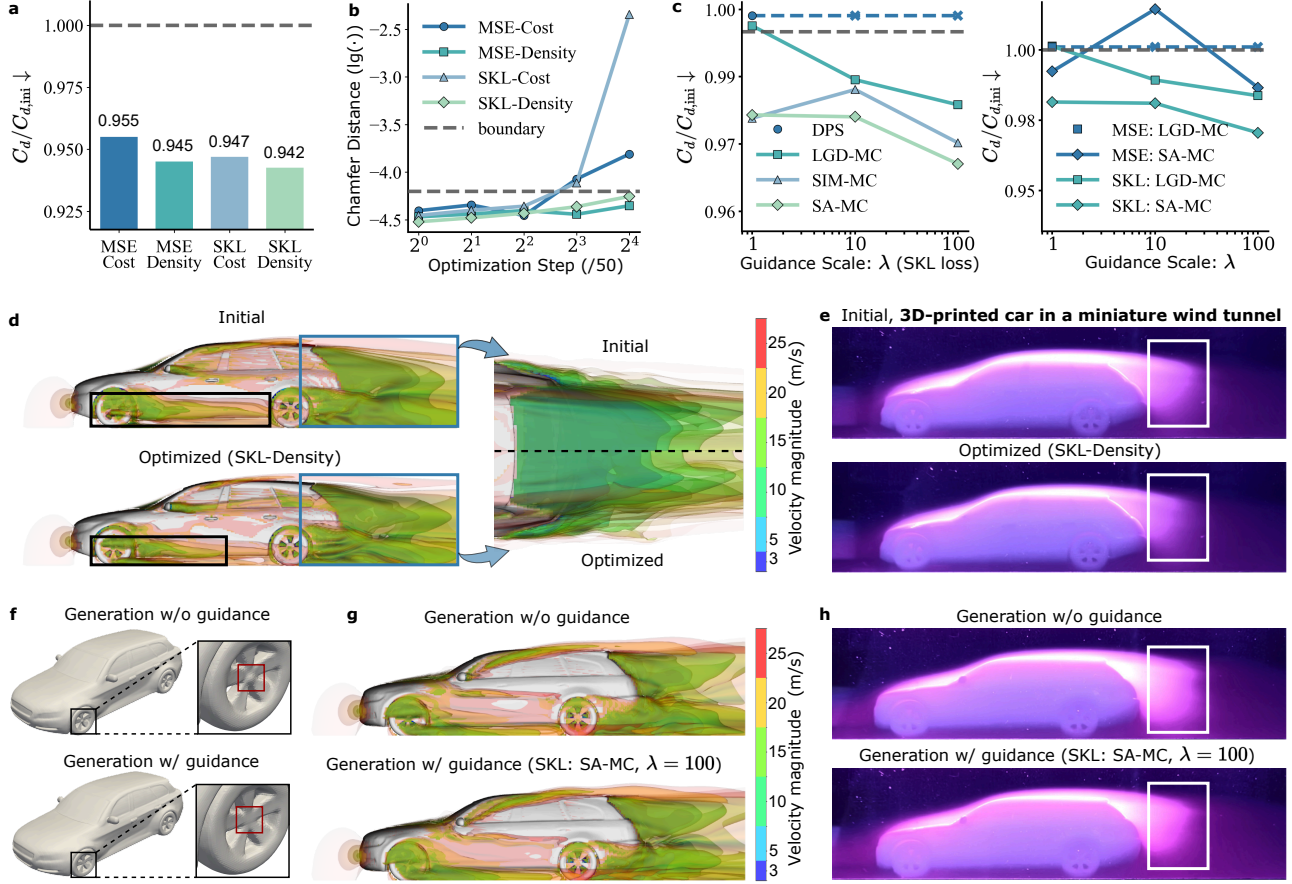 a
1.000
0.975
0.950
0.925
C_d/C_{d,ini} ↓
0.955
0.945
0.947
0.942
MSE Cost
MSE Density
SKL Cost
SKL Density
b
Chamfer Distance (lg(·))
−2.5
−3.0
−3.5
−4.0
−4.5
MSE-Cost
MSE-Density
SKL-Cost
SKL-Density
boundary
2^0 2^1 2^2 2^3 2^4
Optimization Step (/50)
c
C_d/C_{d,ini} ↓
1.00
0.99
0.97
0.96
DPS
LGD-MC
SIM-MC
SA-MC
1 10 100
Guidance Scale: λ (SKL loss)
C_d/C_{d,ini} ↓
1.00
0.98
0.95
MSE: LGD-MC
MSE: SA-MC
SKL: LGD-MC
SKL: SA-MC
1 10 100
Guidance Scale: λ
d
Initial
Optimized (SKL-Density)
Initial
Optimized
25
20
15
10
5
3
Velocity magnitude (m/s)
e Initial, 3D-printed car in a miniature wind tunnel
Optimized (SKL-Density)
f
Generation w/o guidance
Generation w/ guidance
g
Generation w/o guidance
Generation w/ guidance (SKL: SA-MC, λ = 100)
25
20
15
10
5
3
Velocity magnitude (m/s)
h
Generation w/o guidance
Generation w/ guidance (SKL: SA-MC, λ = 100)